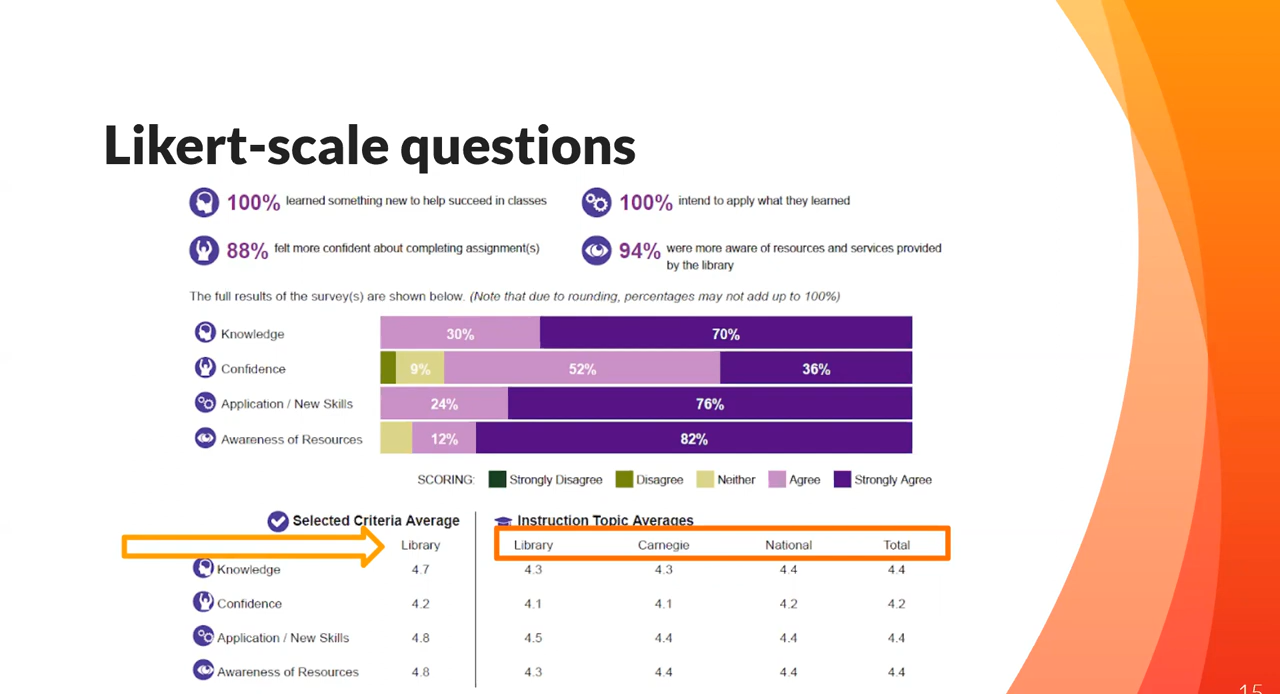 Likert-scale questions
100% learned something new to help succeed in classes
100% intend to apply what they learned
88% felt more confident about completing assignment(s)
94% were more aware of resources and services provided
by the library
The full results of the survey(s) are shown below. (Note that due to rounding, percentages may not add up to 100%)
Knowledge 30% 70%
Confidence 9% 52% 36%
Application / New Skills 24% 76%
Awareness of Resources 12% 82%
SCORING: Strongly Disagree Disagree Neither Agree Strongly Agree
Selected Criteria Average Instruction Topic Averages
Library Library Carnegie National Total
Knowledge 4.7 4.3 4.3 4.4 4.4
Confidence 4.2 4.1 4.1 4.2 4.2
Application / New Skills 4.8 4.5 4.4 4.4 4.4
Awareness of Resources 4.8 4.3 4.4 4.4 4.4
15